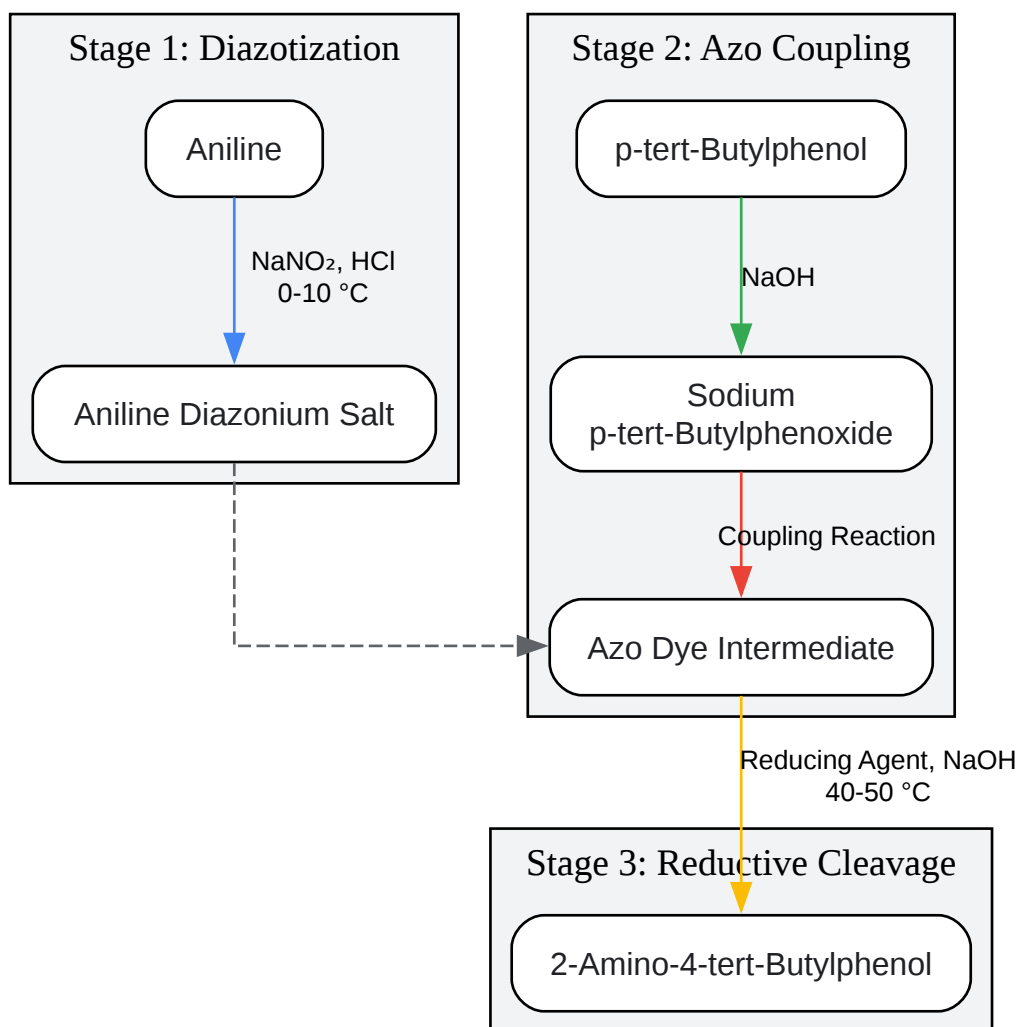 Stage 1: Diazotization
Aniline
NaNO₂, HCl
0-10 °C
Aniline Diazonium Salt
Stage 2: Azo Coupling
p-tert-Butylphenol
NaOH
Sodium
p-tert-Butylphenoxide
Coupling Reaction
Azo Dye Intermediate
Reducing Agent, NaOH
40-50 °C
Stage 3: Reductive Cleavage
2-Amino-4-tert-Butylphenol